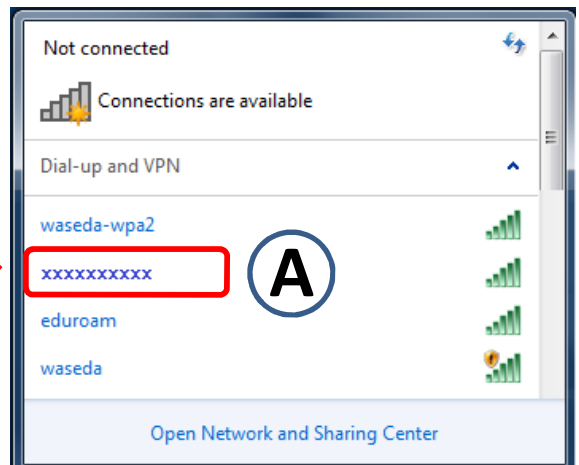 Not connected
Connections are available
Dial-up and VPN
waseda-wpa2
xxxxxxxxxx
A
eduroam
waseda
Open Network and Sharing Center